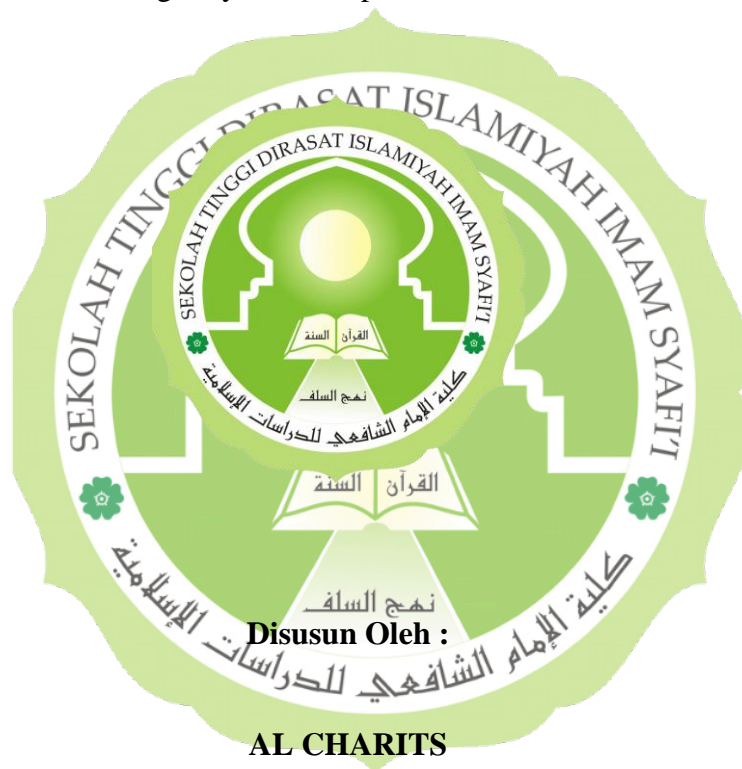 SEKOLAH TINGGI DIRASAT ISLAMIYAH IMAM SYAFI'I
SEKOLAH TINGGI DIRASAT ISLAMIYAH IMAM SYAFI'I
القرآن السنة
نهج السلف
كلية الإمام الشافعي للدراسات الإسلامية
القرآن السنة
نهج السلف
Disusun Oleh :
كلية الإمام الشافعي للدراسات الإسلامية
AL CHARITS